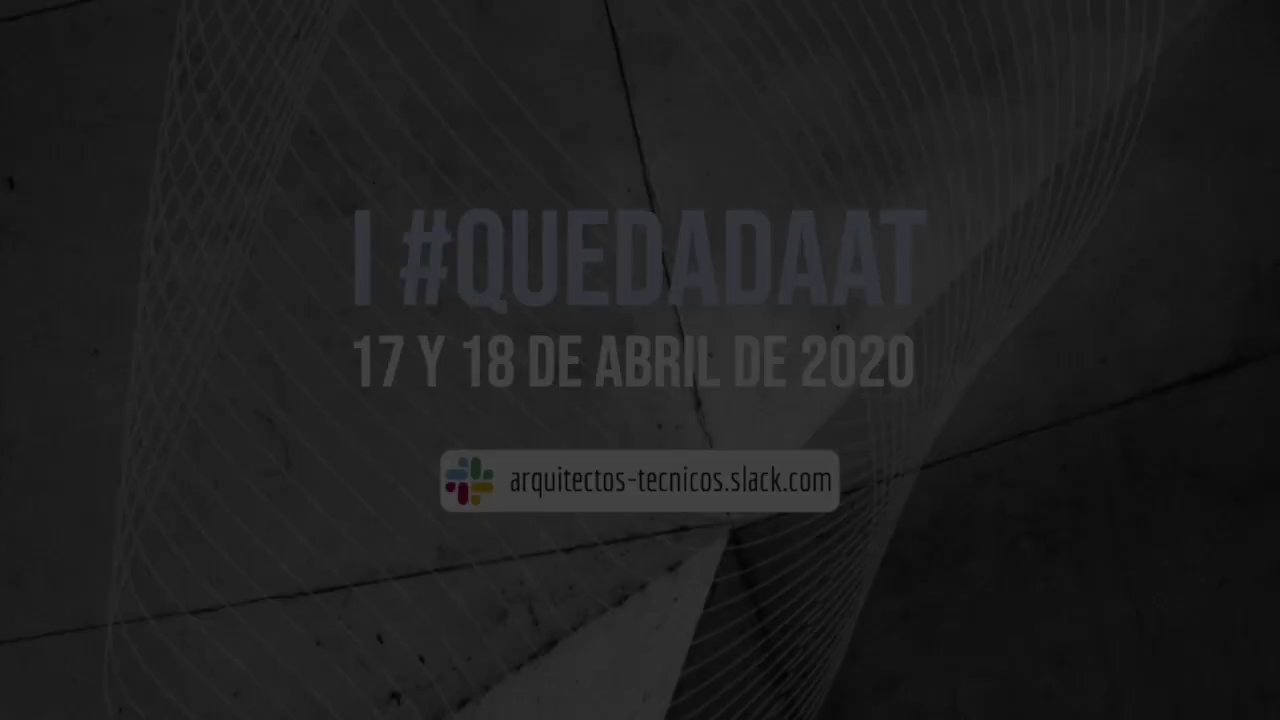 I #QUEDADAAT
17 Y 18 DE ABRIL DE 2020
arquitectos-tecnicos.slack.com